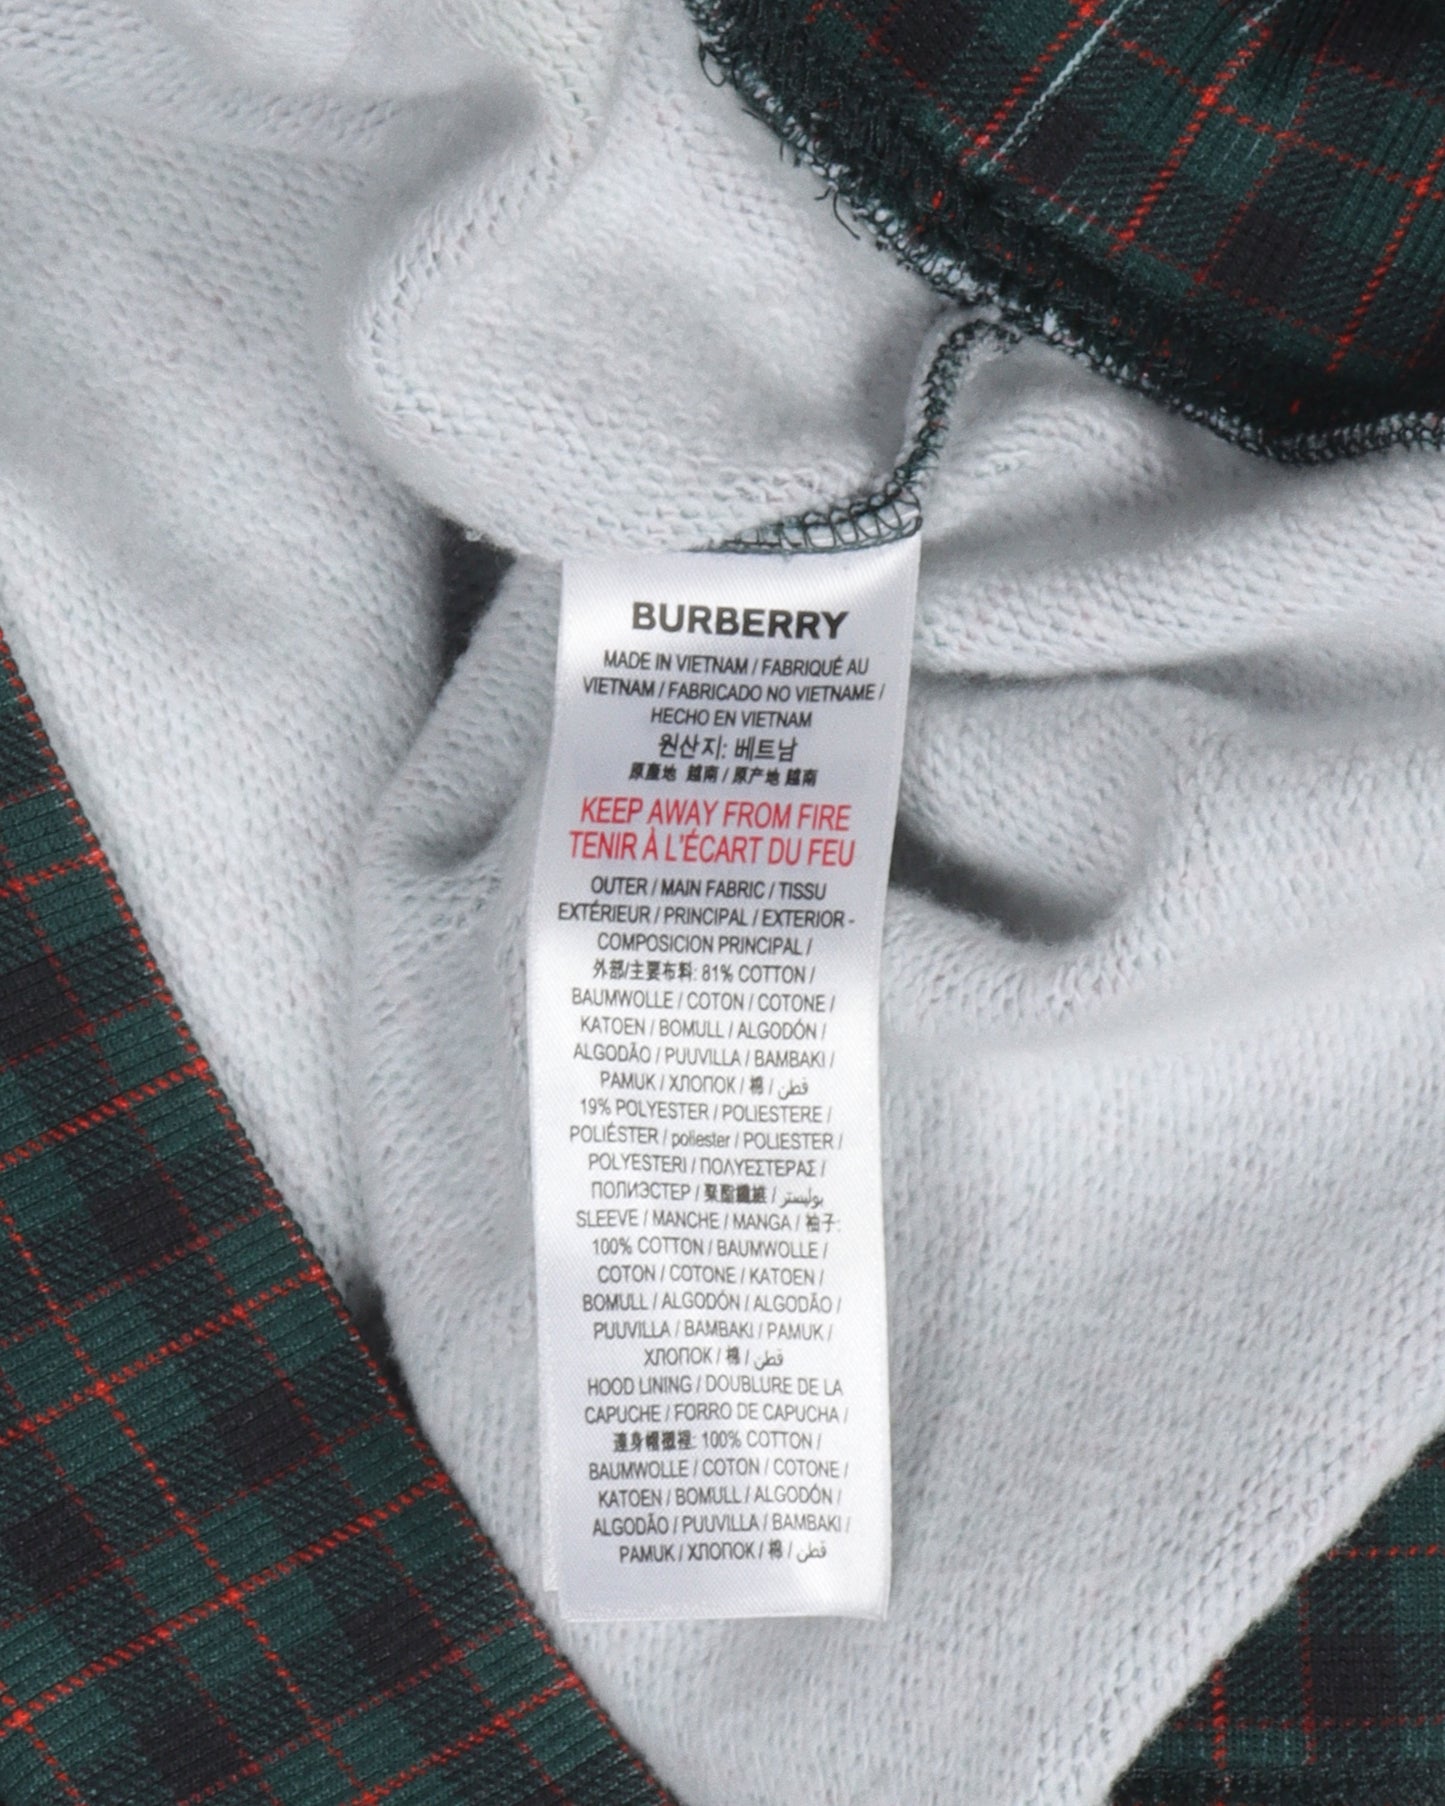 BURBERRY
MADE IN VIETNAM / FABRIQUÉ AU
VIETNAM / FABRICADO NO VIETNAME /
HECHO EN VIETNAM
원산지: 베트남
原產地 越南 / 原产地 越南
KEEP AWAY FROM FIRE
TENIR À L'ÉCART DU FEU
OUTER / MAIN FABRIC / TISSU
EXTÉRIEUR / PRINCIPAL / EXTERIOR -
COMPOSICION PRINCIPAL /
外部/主要布料: 81% COTTON /
BAUMWOLLE / COTON / COTONE /
KATOEN / BOMULL / ALGODÓN /
ALGODÃO / PUUVILLA / BAMBAKI /
PAMUK / ХЛОПОК / 棉 / قطن
19% POLYESTER / POLIESTERE /
POLIÉSTER / poliester / POLIESTER /
POLYESTERI / ΠΟΛΥΕΣΤΕΡΑΣ /
ПОЛИЭСТЕР / 聚酯纖維 / بوليستر
SLEEVE / MANCHE / MANGA / 袖子:
100% COTTON / BAUMWOLLE /
COTON / COTONE / KATOEN /
BOMULL / ALGODÓN / ALGODÃO /
PUUVILLA / BAMBAKI / PAMUK /
ХЛОПОК / 棉 / قطن
HOOD LINING / DOUBLURE DE LA
CAPUCHE / FORRO DE CAPUCHA /
100% COTTON /
BAUMWOLLE / COTON / COTONE /
KATOEN / BOMULL / ALGODÓN /
ALGODÃO / PUUVILLA / BAMBAKI /
PAMUK / ХЛОПОК / 棉 / قطن